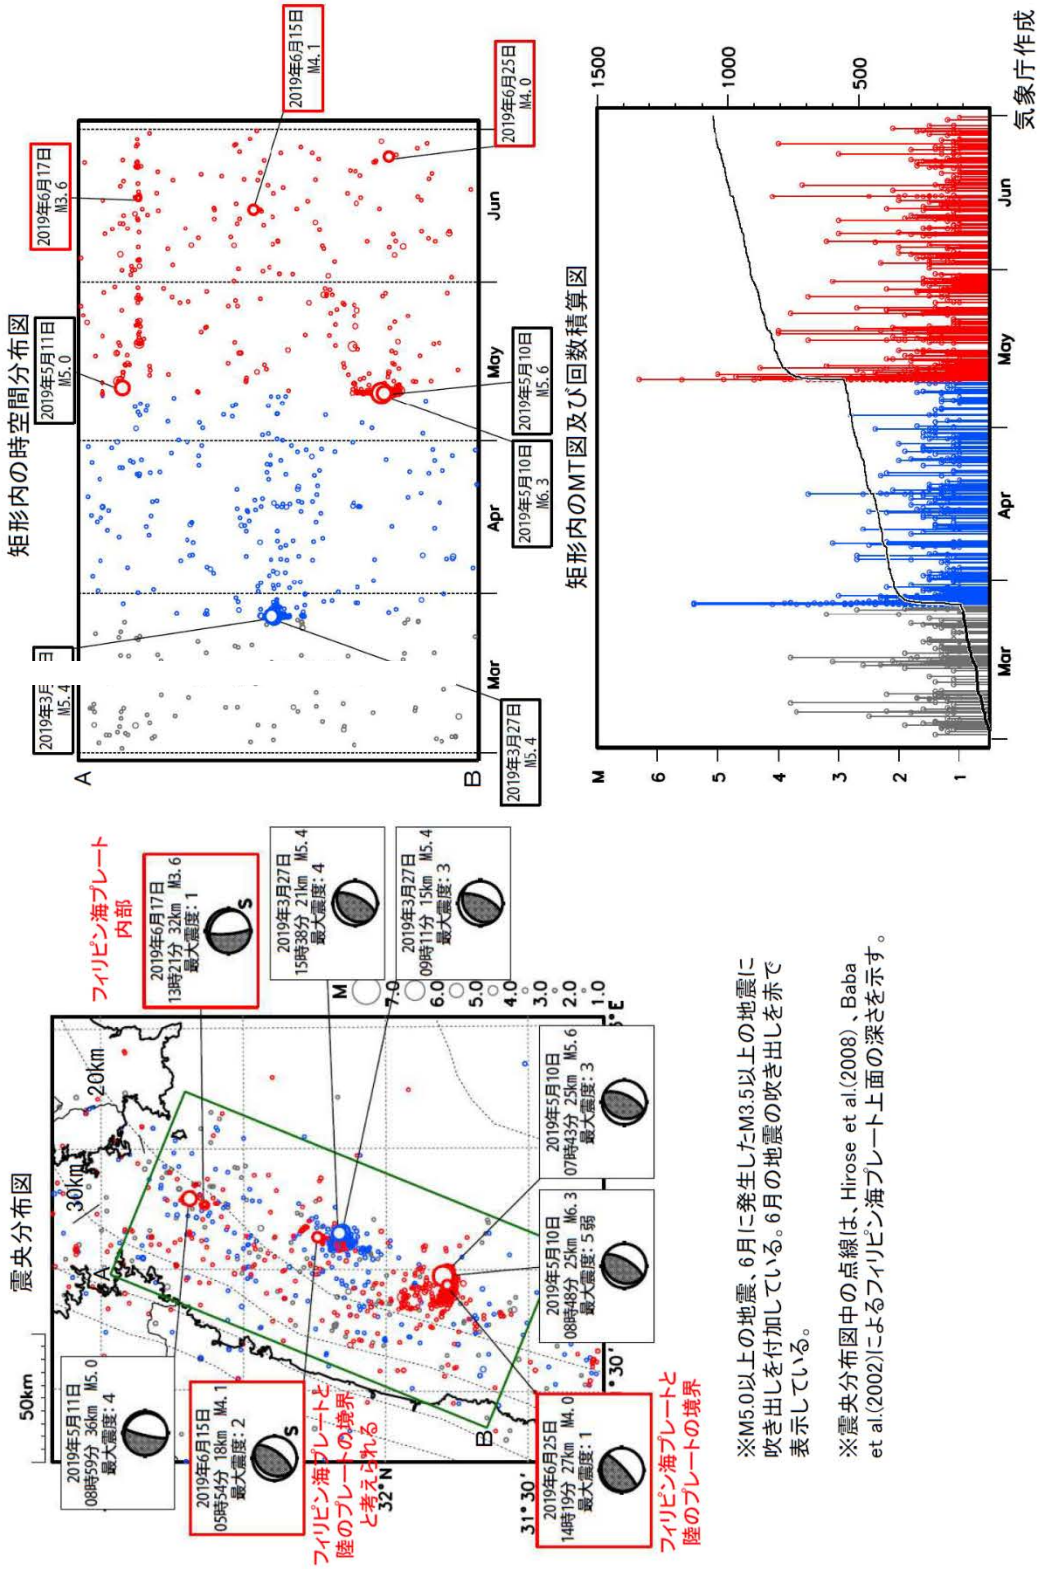 震央分布図
50km
2019年5月11日
08時59分 36km M5.0
最大震度:4
2019年6月15日
05時54分 18km M4.1
最大震度:2
S
フィリピン海プレートと
陸のプレートの境界
と考えられる
2019年6月25日
14時19分 27km M4.0
最大震度:1
フィリピン海プレートと
陸のプレートの境界
フィリピン海プレート
内部
2019年6月17日
13時21分 32km M3.6
最大震度:1
S
2019年3月27日
15時38分 21km M5.4
最大震度:4
2019年3月27日
09時11分 15km M5.4
最大震度:3
2019年5月10日
07時43分 25km M5.6
最大震度:3
2019年5月10日
08時48分 25km M6.3
最大震度:5弱
30km
20km
A
B
32°N
31°30′
30′
M
7.0
6.0
5.0
4.0
3.0
2.0
1.0
※M5.0以上の地震、6月に発生したM3.5以上の地震に
吹き出しを付加している。6月の地震の吹き出しを赤で
表示している。
※震央分布図中の点線は、Hirose et al.(2008)、Baba
et al.(2002)によるフィリピン海プレート上面の深さを示す。
矩形内の時空間分布図
A
B
2019年3月
M5.4
2019年3月27日
M5.4
2019年5月11日
M5.0
2019年5月10日
M6.3
2019年5月10日
M5.6
2019年6月17日
M3.6
2019年6月15日
M4.1
2019年6月25日
M4.0
Mar
Apr
May
Jun
矩形内のMT図及び回数積算図
M
6
5
4
3
2
1
1500
1000
500
Mar
Apr
May
Jun
気象庁作成